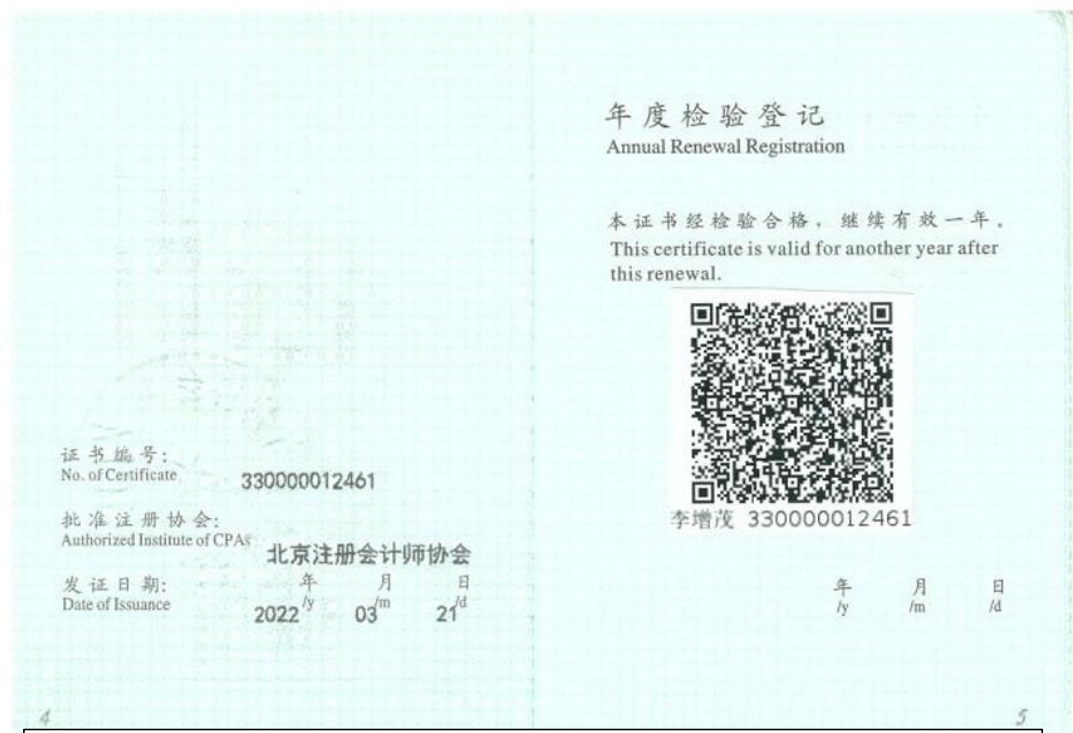 证书编号:
No. of Certificate
330000012461
批准注册协会:
Authorized Institute of CPAs
北京注册会计师协会
发证日期:
Date of Issuance
年 月 日
/y /m /d
2022 03 21
4
年度检验登记
Annual Renewal Registration
本证书经检验合格，继续有效一年。
This certificate is valid for another year after
this renewal.
李增茂 330000012461
年 月 日
/y /m /d
5